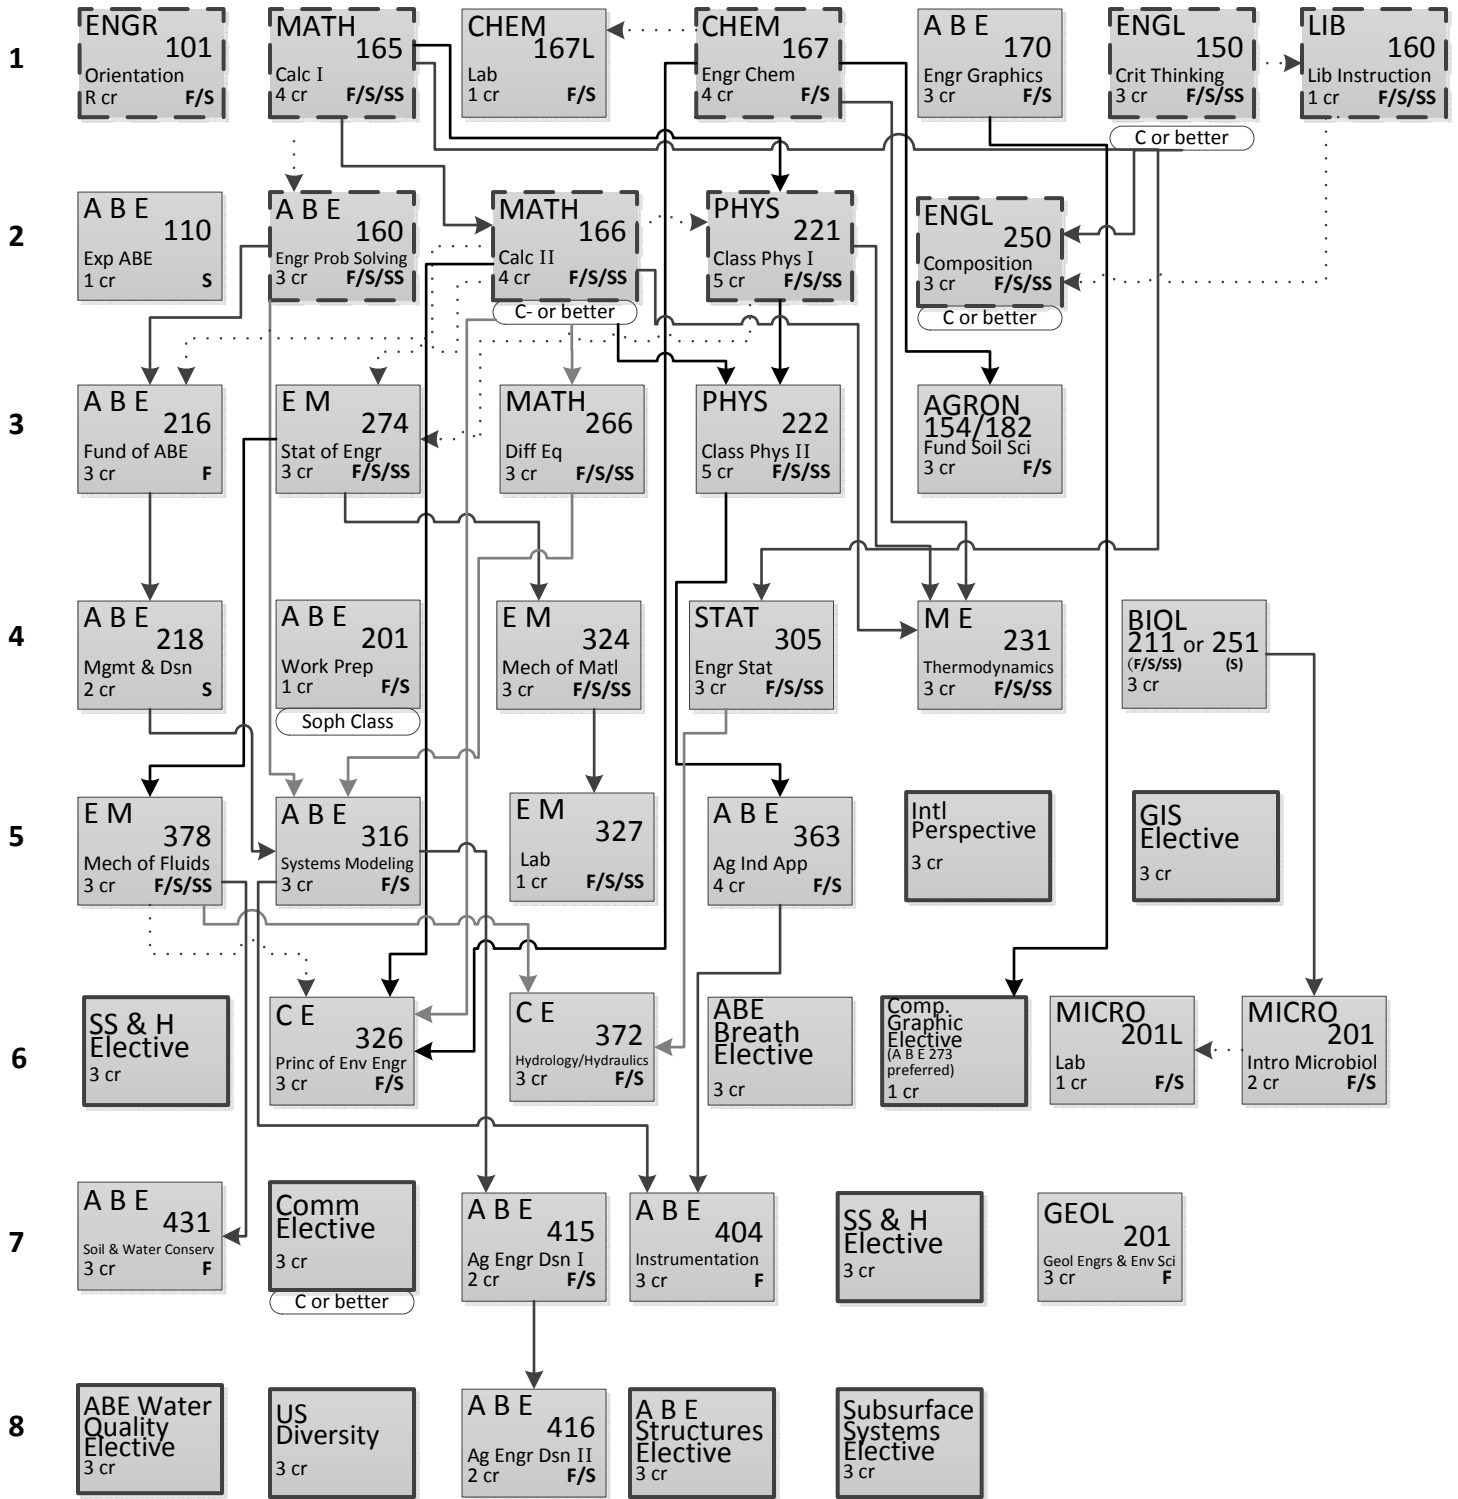 1
ENGR
101
Orientation
R cr F/S
MATH
165
Calc I
4 cr F/S/SS
CHEM
167L
Lab
1 cr F/S
CHEM
167
Engr Chem
4 cr F/S
A B E
170
Engr Graphics
3 cr F/S
ENGL
150
Crit Thinking
3 cr F/S/SS
C or better
LIB
160
Lib Instruction
1 cr F/S/SS
2
A B E
110
Exp ABE
1 cr S
A B E
160
Engr Prob Solving
3 cr F/S/SS
MATH
166
Calc II
4 cr F/S/SS
C- or better
PHYS
221
Class Phys I
5 cr F/S/SS
ENGL
250
Composition
3 cr F/S/SS
C or better
3
A B E
216
Fund of ABE
3 cr F
E M
274
Stat of Engr
3 cr F/S/SS
MATH
266
Diff Eq
3 cr F/S/SS
PHYS
222
Class Phys II
5 cr F/S/SS
AGRON
154/182
Fund Soil Sci
3 cr F/S
4
A B E
218
Mgmt & Dsn
2 cr S
A B E
201
Work Prep
1 cr F/S
Soph Class
E M
324
Mech of Matl
3 cr F/S/SS
STAT
305
Engr Stat
3 cr F/S/SS
M E
231
Thermodynamics
3 cr F/S/SS
BIOL
211 or 251
(F/S/SS) (S)
3 cr
5
E M
378
Mech of Fluids
3 cr F/S/SS
A B E
316
Systems Modeling
3 cr F/S
E M
327
Lab
1 cr F/S/SS
A B E
363
Ag Ind App
4 cr F/S
Intl
Perspective
3 cr
GIS
Elective
3 cr
6
SS & H
Elective
3 cr
C E
326
Princ of Env Engr
3 cr F/S
C E
372
Hydrology/Hydraulics
3 cr F/S
ABE
Breath
Elective
3 cr
Comp.
Graphic
Elective
(A B E 273
preferred)
1 cr
MICRO
201L
Lab
1 cr F/S
MICRO
201
Intro Microbiol
2 cr F/S
7
A B E
431
Soil & Water Conserv
3 cr F
Comm
Elective
3 cr
C or better
A B E
415
Ag Engr Dsn I
2 cr F/S
A B E
404
Instrumentation
3 cr F
SS & H
Elective
3 cr
GEOL
201
Geol Engrs & Env Sci
3 cr F
8
ABE Water
Quality
Elective
3 cr
US
Diversity
3 cr
A B E
416
Ag Engr Dsn II
2 cr F/S
A B E
Structures
Elective
3 cr
Subsurface
Systems
Elective
3 cr